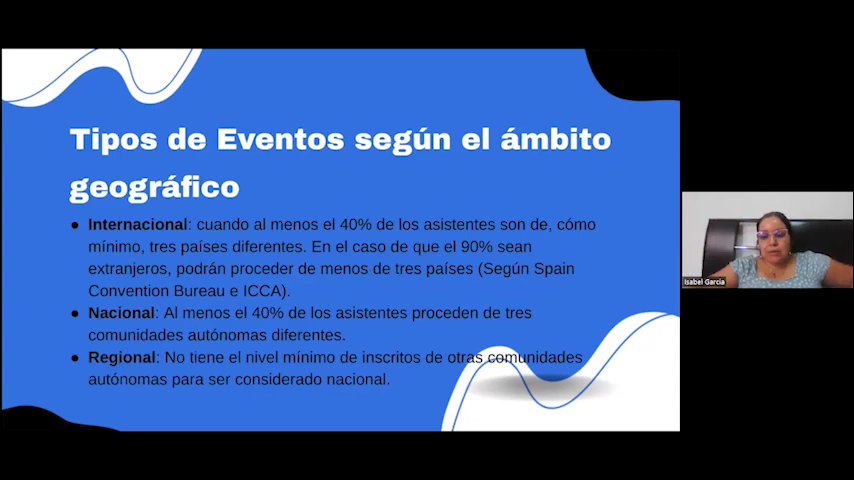 Tipos de Eventos según el ámbito
geográfico
● Internacional: cuando al menos el 40% de los asistentes son de, cómo
mínimo, tres países diferentes. En el caso de que el 90% sean
extranjeros, podrán proceder de menos de tres países (Según Spain
Convention Bureau e ICCA).
● Nacional: Al menos el 40% de los asistentes proceden de tres
comunidades autónomas diferentes.
● Regional: No tiene el nivel mínimo de inscritos de otras comunidades
autónomas para ser considerado nacional.
Isabel Garcia